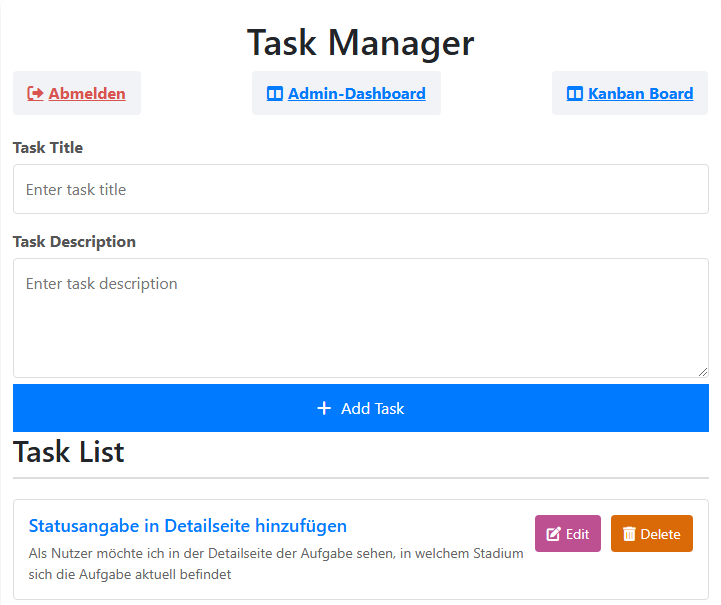 Task Manager
Abmelden
Admin-Dashboard
Kanban Board
Task Title
Enter task title
Task Description
Enter task description
Add Task
Task List
Statusangabe in Detailseite hinzufügen
Edit
Delete
Als Nutzer möchte ich in der Detailseite der Aufgabe sehen, in welchem Stadium
sich die Aufgabe aktuell befindet